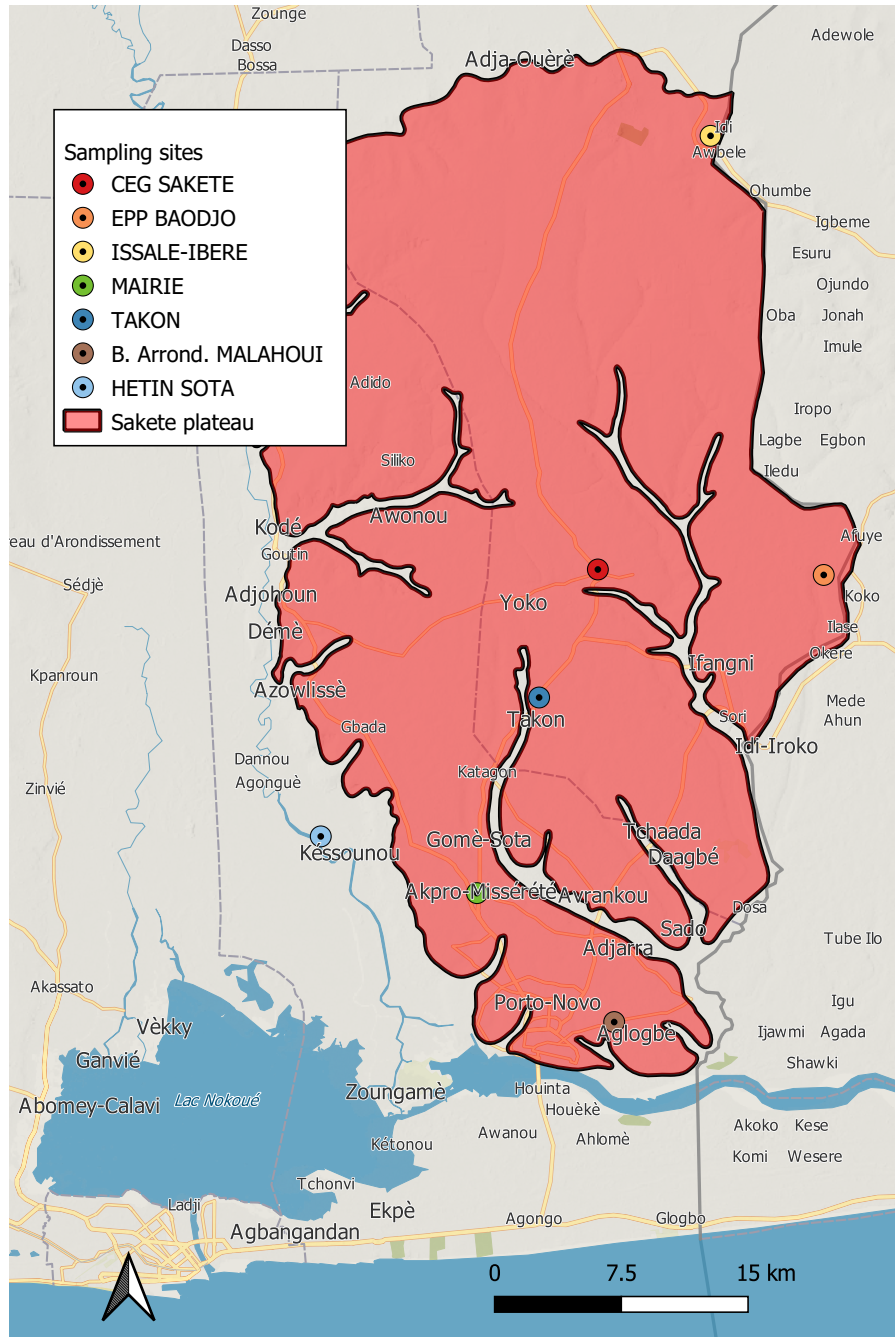 Zounge
Adewole
Dasso
Bossa
Adja-Ouèrè
Sampling sites
CEG SAKETE
EPP BAODJO
ISSALE-IBERE
MAIRIE
TAKON
B. Arrond. MALAHOUI
HETIN SOTA
Sakete plateau
Idi
Awbele
Ohumbe
Igbeme
Esuru
Ojundo
Oba
Jonah
Imule
Adido
Iropo
Lagbe
Egbon
Iledu
Siliko
Awonou
Kodé
Goutin
eau d'Arondissement
Afuye
Sédjè
Adjohoun
Yoko
Koko
Démè
Ilase
Okere
Ifangni
Kpanroun
Azowlissè
Mede
Ahun
Gbada
Takon
Sori
Idi-Iroko
Dannou
Agonguè
Katagon
Zinvié
Tchaada
Gomè-Sota
Daagbé
Késsounou
Akpro-Missérété
Avrankou
Dosa
Sado
Adjarra
Tube Ilo
Akassato
Porto-Novo
Igu
Vèkky
Aglogbè
Ijawmi
Agada
Ganvié
Shawki
Zoungamè
Houinta
Abomey-Calavi
Lac Nokoué
Houèkè
Awanou
Ahlomè
Akoko
Kese
Kétonou
Komi
Wesere
Tchonvi
Ladji
Ekpè
Agongo
Glogbo
Agbangandan
0
7.5
15 km